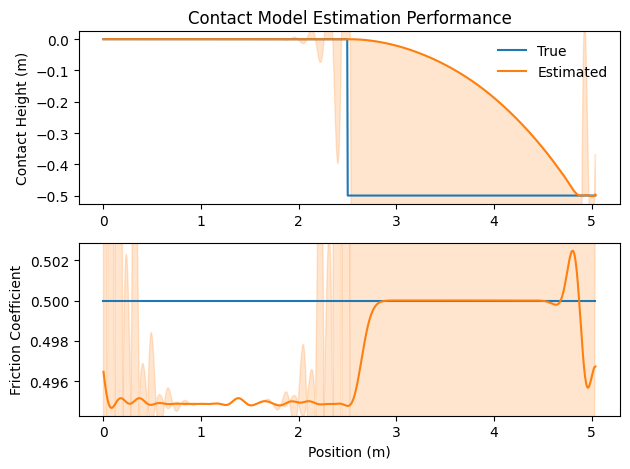 Contact Model Estimation Performance
Contact Height (m)
0.0
−0.1
−0.2
−0.3
−0.4
−0.5
True
Estimated
0 1 2 3 4 5
Friction Coefficient
0.502
0.500
0.498
0.496
0 1 2 3 4 5
Position (m)